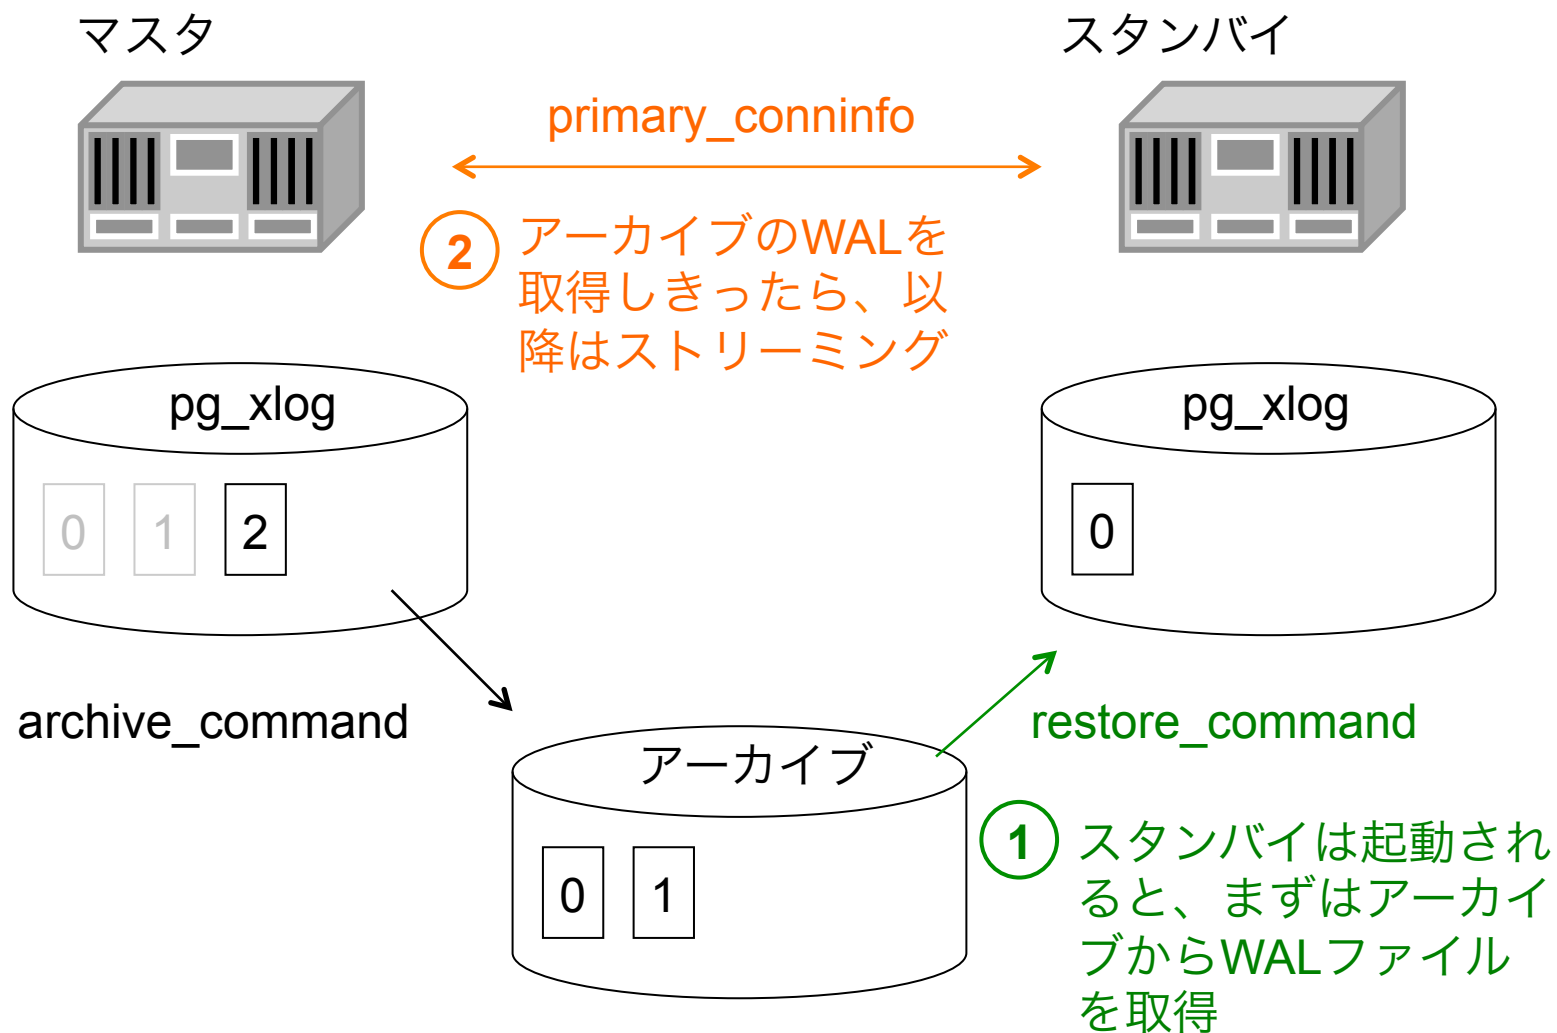 マスタ
スタンバイ
primary_conninfo
2
アーカイブのWALを
取得しきったら、以
降はストリーミング
pg_xlog
0
1
2
pg_xlog
0
archive_command
restore_command
アーカイブ
0
1
1
スタンバイは起動され
ると、まずはアーカイ
ブからWALファイル
を取得